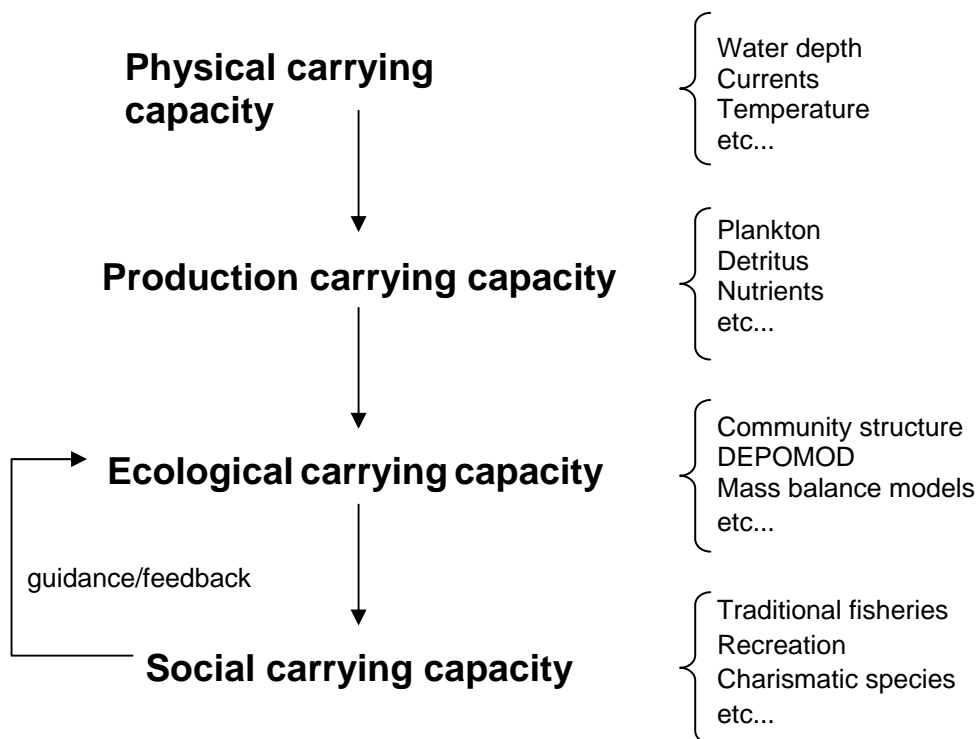 Physical carrying
capacity
Water depth
Currents
Temperature
etc...
Production carrying capacity
Plankton
Detritus
Nutrients
etc...
Ecological carrying capacity
Community structure
DEPOMOD
Mass balance models
etc...
guidance/feedback
Social carrying capacity
Traditional fisheries
Recreation
Charismatic species
etc...